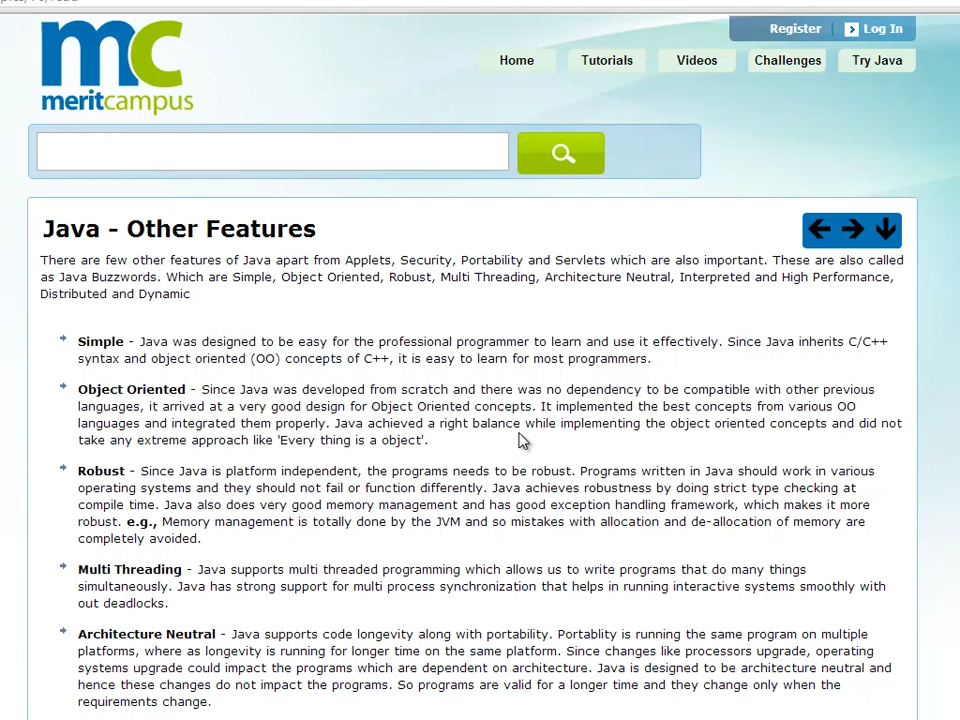 Register
Log In
mc
meritcampus
Home
Tutorials
Videos
Challenges
Try Java
Java - Other Features
There are few other features of Java apart from Applets, Security, Portability and Servlets which are also important. These are also called
as Java Buzzwords. Which are Simple, Object Oriented, Robust, Multi Threading, Architecture Neutral, Interpreted and High Performance,
Distributed and Dynamic
Simple - Java was designed to be easy for the professional programmer to learn and use it effectively. Since Java inherits C/C++
syntax and object oriented (OO) concepts of C++, it is easy to learn for most programmers.
Object Oriented - Since Java was developed from scratch and there was no dependency to be compatible with other previous
languages, it arrived at a very good design for Object Oriented concepts. It implemented the best concepts from various OO
languages and integrated them properly. Java achieved a right balance while implementing the object oriented concepts and did not
take any extreme approach like 'Every thing is a object'.
Robust - Since Java is platform independent, the programs needs to be robust. Programs written in Java should work in various
operating systems and they should not fail or function differently. Java achieves robustness by doing strict type checking at
compile time. Java also does very good memory management and has good exception handling framework, which makes it more
robust. e.g., Memory management is totally done by the JVM and so mistakes with allocation and de-allocation of memory are
completely avoided.
Multi Threading - Java supports multi threaded programming which allows us to write programs that do many things
simultaneously. Java has strong support for multi process synchronization that helps in running interactive systems smoothly with
out deadlocks.
Architecture Neutral - Java supports code longevity along with portability. Portablity is running the same program on multiple
platforms, where as longevity is running for longer time on the same platform. Since changes like processors upgrade, operating
systems upgrade could impact the programs which are dependent on architecture. Java is designed to be architecture neutral and
hence these changes do not impact the programs. So programs are valid for a longer time and they change only when the
requirements change.